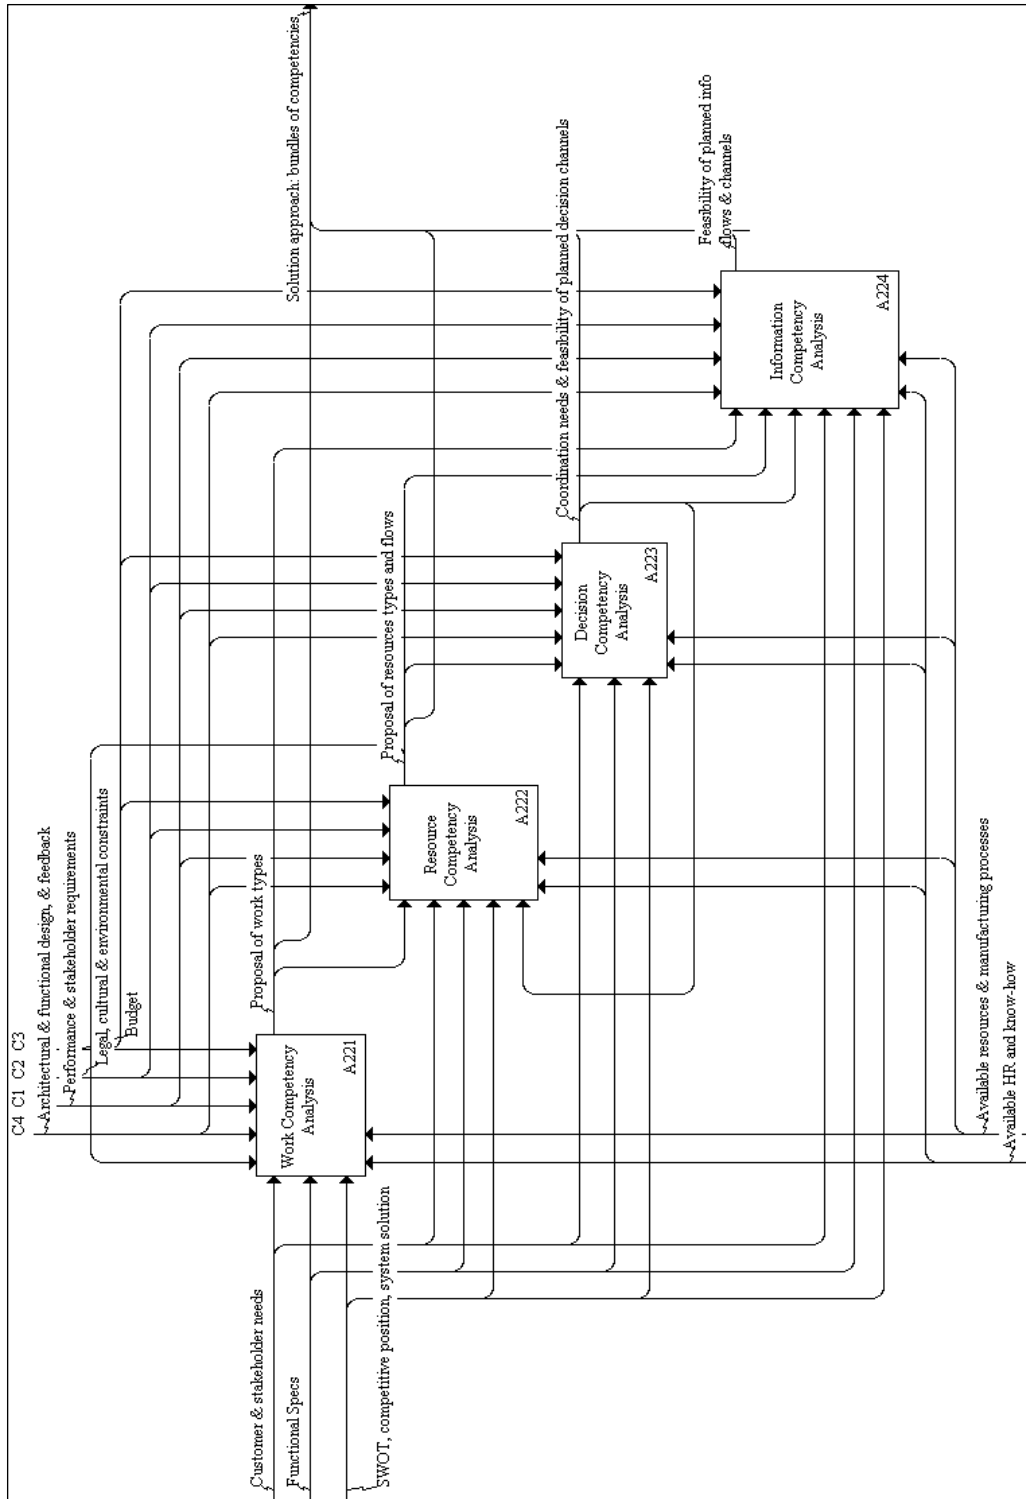 C4 C1 C2 C3
Architectural & functional design, & feedback
Performance & stakeholder requirements
Legal, cultural & environmental constraints
Budget
Customer & stakeholder needs
Functional Specs
SWOT, competitive position, system solution
Work Competency
Analysis
A221
Proposal of work types
Resource
Competency
Analysis
A222
Proposal of resources types and flows
Decision
Competency
Analysis
A223
Coordination needs & feasibility of planned decision channels
Information
Competency
Analysis
A224
Feasibility of planned info
flows & channels
Solution approach: bundles of competencies
Available resources & manufacturing processes
Available HR and know-how